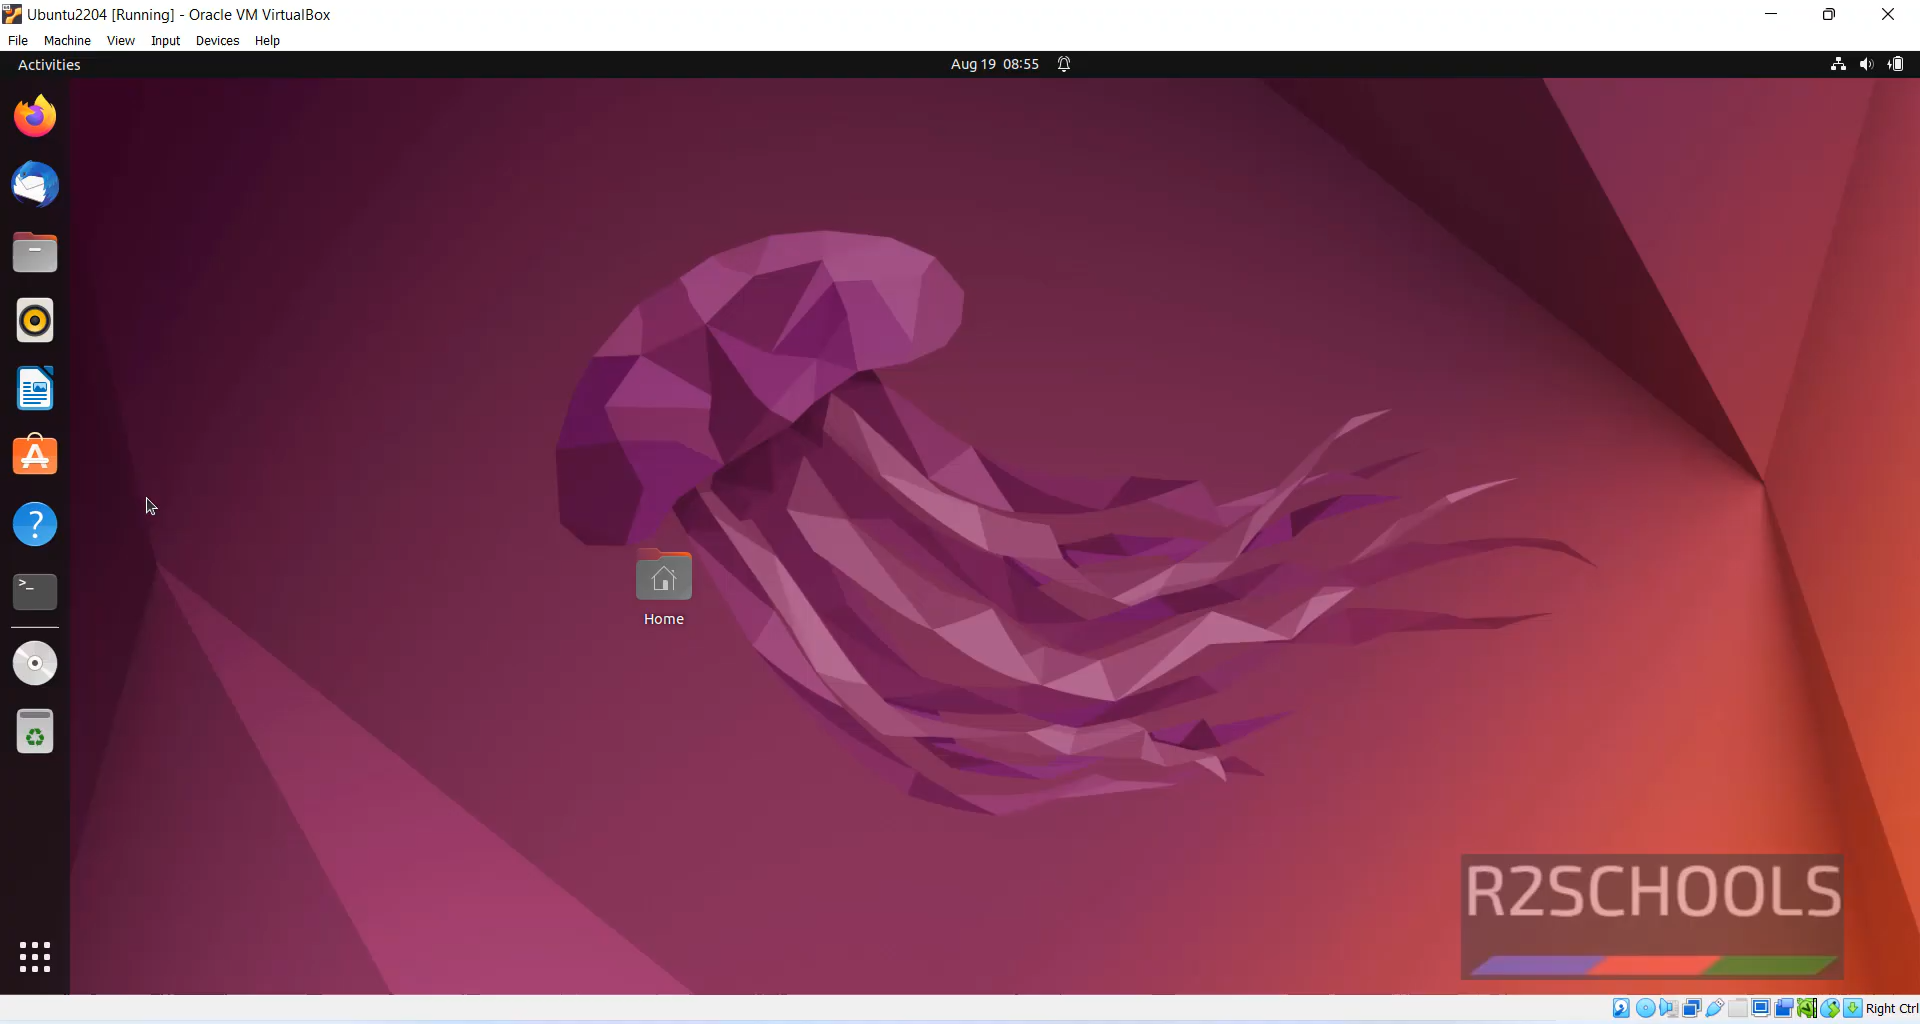 Ubuntu2204 [Running] - Oracle VM VirtualBox
File Machine View Input Devices Help
Activities
Aug 19 08:55
>_
?
Home
R2SCHOOLS
Right Ctrl